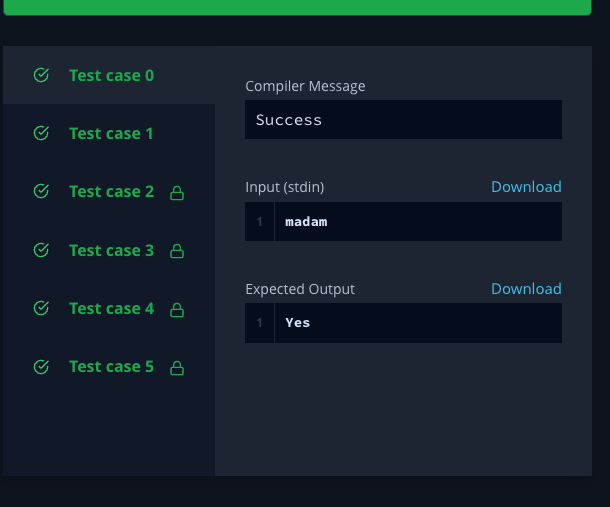 Test case 0
Test case 1
Test case 2
Test case 3
Test case 4
Test case 5
Compiler Message
Success
Input (stdin)
Download
1 madam
Expected Output
Download
1 Yes